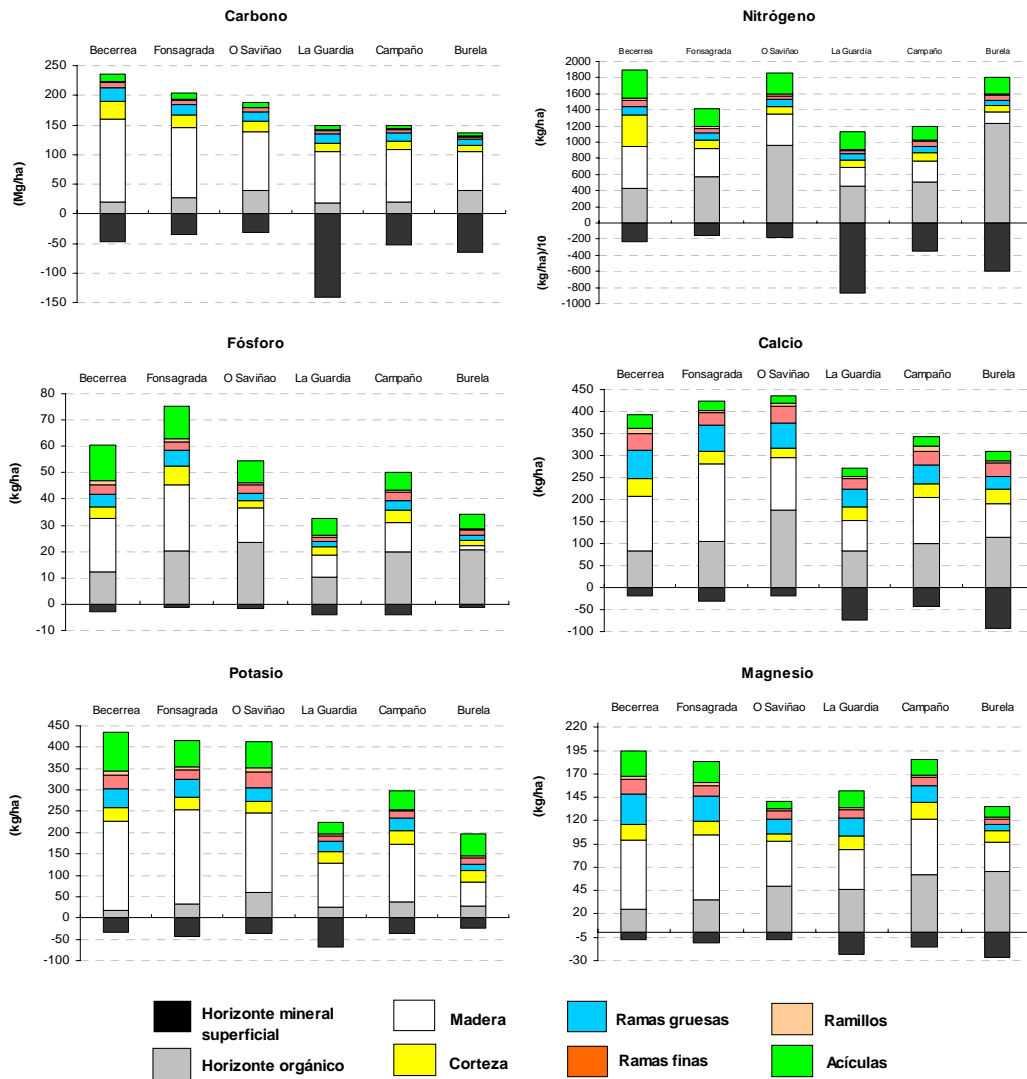 Carbono
Becerrea Fonsagrada O Saviñao La Guardia Campaño Burela
250
200
150
100
50
0
-50
-100
-150
(Mg/ha)
Nitrógeno
Becerrea Fonsagrada O Saviñao La Guardia Campaño Burela
2000
1800
1600
1400
1200
1000
800
600
400
200
0
-200
-400
-600
-800
-1000
(kg/ha)
(kg/ha)/10
Fósforo
Becerrea Fonsagrada O Saviñao La Guardia Campaño Burela
80
70
60
50
40
30
20
10
0
-10
(kg/ha)
Calcio
Becerrea Fonsagrada O Saviñao La Guardia Campaño Burela
450
400
350
300
250
200
150
100
50
0
-50
-100
(kg/ha)
Potasio
Becerrea Fonsagrada O Saviñao La Guardia Campaño Burela
450
400
350
300
250
200
150
100
50
0
-50
-100
(kg/ha)
Magnesio
Becerrea Fonsagrada O Saviñao La Guardia Campaño Burela
220
195
170
145
120
95
70
45
20
-5
-30
(kg/ha)
Horizonte mineral
superficial
Horizonte orgánico
Madera
Corteza
Ramas gruesas
Ramas finas
Ramillos
Acículas